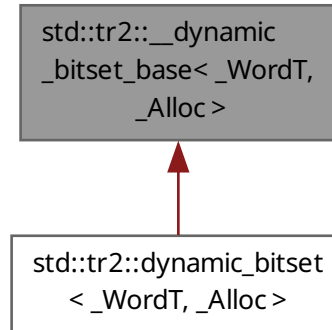 std::tr2::__dynamic
_bitset_base< _WordT,
_Alloc >
std::tr2::dynamic_bitset
< _WordT, _Alloc >